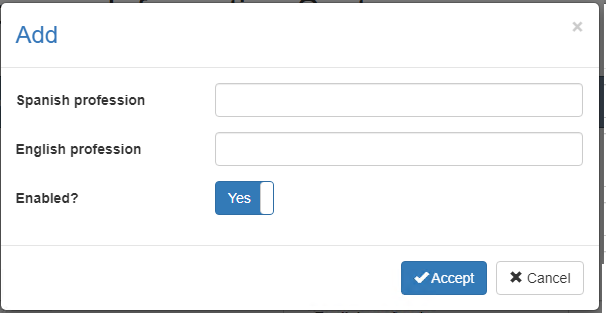 Add
×
Spanish profession
English profession
Enabled?
Yes
Accept
Cancel